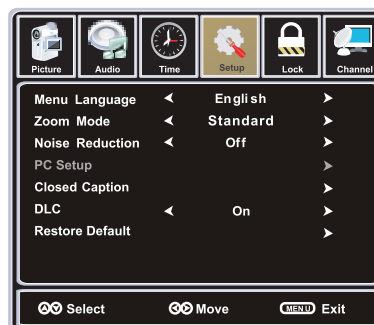 Picture Audio Time Setup Lock Channel
Menu Language English
Zoom Mode Standard
Noise Reduction Off
PC Setup
Closed Caption
DLC On
Restore Default
Select Move MENU Exit